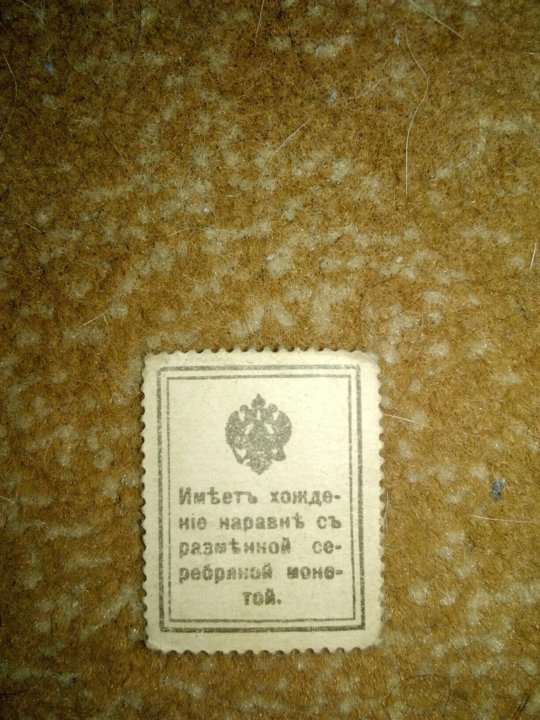 Имѣетъ хожде-
ніе наравнѣ съ
размѣнной се-
ребряной моне-
той.